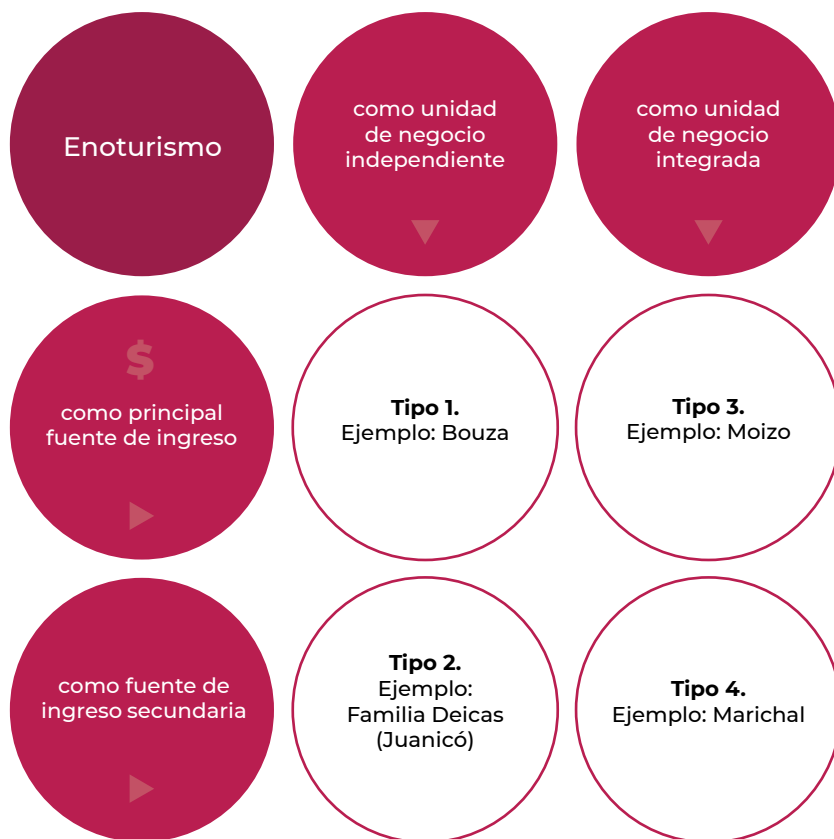 Enoturismo
como unidad
de negocio
independiente
como unidad
de negocio
integrada
$
como principal
fuente de ingreso
Tipo 1.
Ejemplo: Bouza
Tipo 3.
Ejemplo: Moizo
como fuente de
ingreso secundaria
Tipo 2.
Ejemplo:
Familia Deicas
(Juanicó)
Tipo 4.
Ejemplo: Marichal